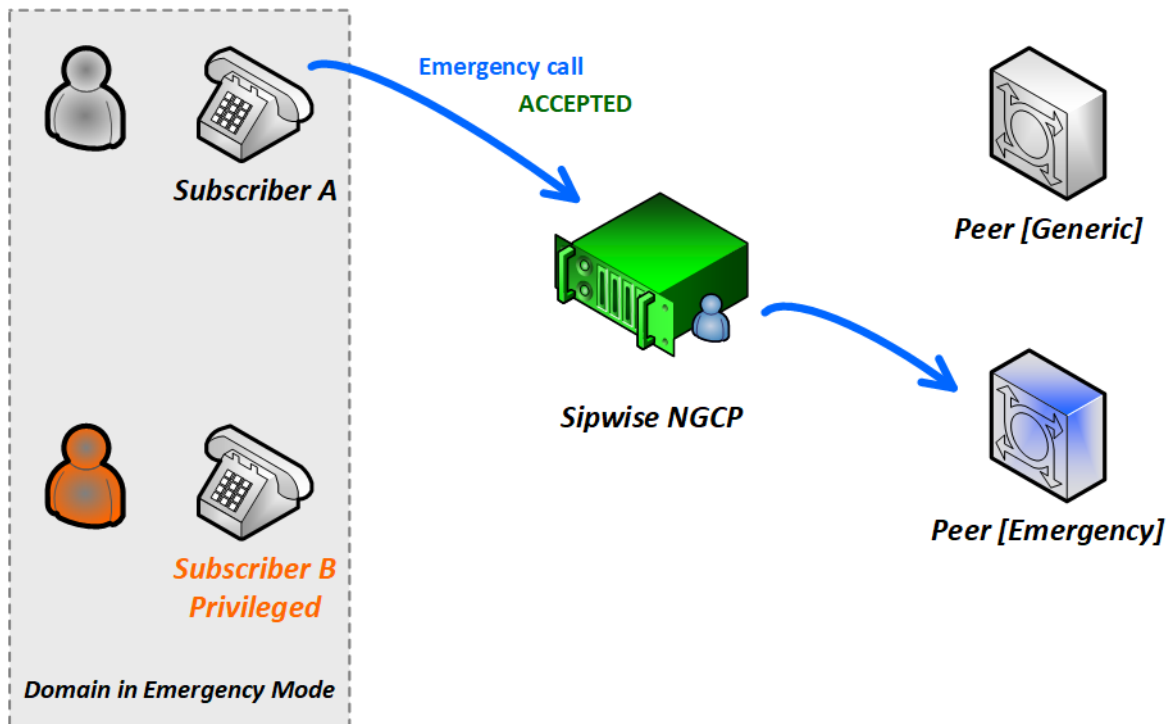 Emergency call
ACCEPTED
Subscriber A
Peer [Generic]
Sipwise NGCP
Peer [Emergency]
Subscriber B
Privileged
Domain in Emergency Mode